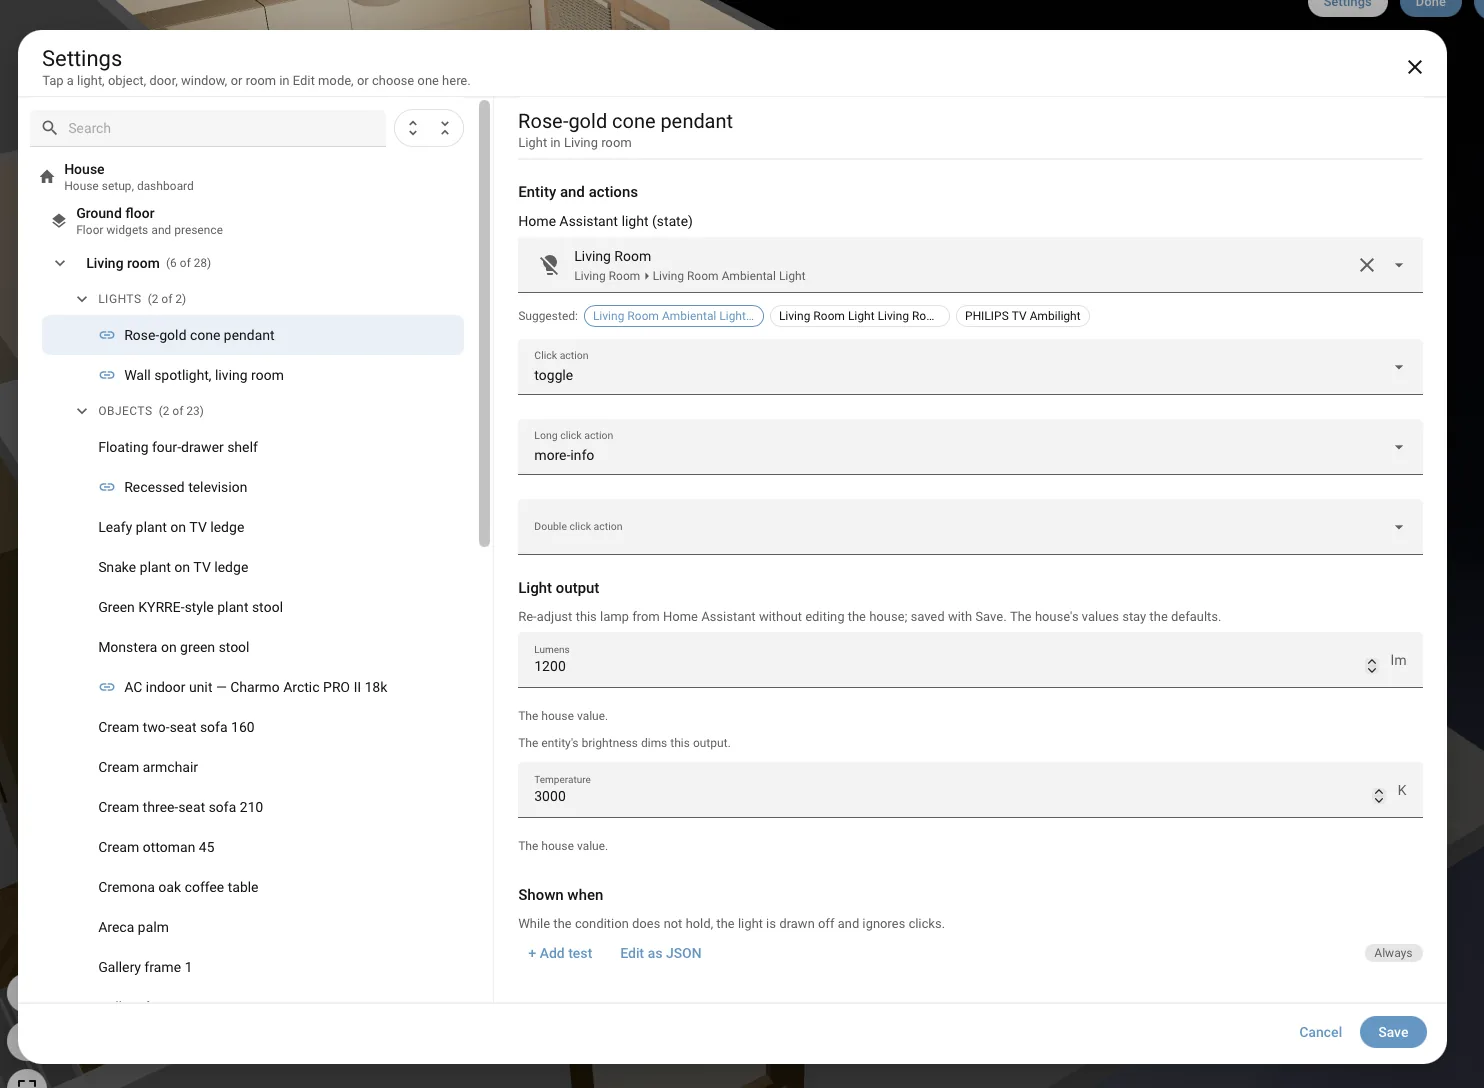 Settings
Done
Settings
Tap a light, object, door, window, or room in Edit mode, or choose one here.
Search
House
House setup, dashboard
Ground floor
Floor widgets and presence
Living room (6 of 28)
LIGHTS (2 of 2)
Rose-gold cone pendant
Wall spotlight, living room
OBJECTS (2 of 23)
Floating four-drawer shelf
Recessed television
Leafy plant on TV ledge
Snake plant on TV ledge
Green KYRRE-style plant stool
Monstera on green stool
AC indoor unit — Charmo Arctic PRO II 18k
Cream two-seat sofa 160
Cream armchair
Cream three-seat sofa 210
Cream ottoman 45
Cremona oak coffee table
Areca palm
Gallery frame 1
Rose-gold cone pendant
Light in Living room
Entity and actions
Home Assistant light (state)
Living Room
Living Room ▸ Living Room Ambiental Light
Suggested: Living Room Ambiental Light... Living Room Light Living Ro... PHILIPS TV Ambilight
Click action
toggle
Long click action
more-info
Double click action
Light output
Re-adjust this lamp from Home Assistant without editing the house; saved with Save. The house's values stay the defaults.
Lumens
1200 lm
The house value.
The entity's brightness dims this output.
Temperature
3000 K
The house value.
Shown when
While the condition does not hold, the light is drawn off and ignores clicks.
+ Add test Edit as JSON Always
Cancel Save